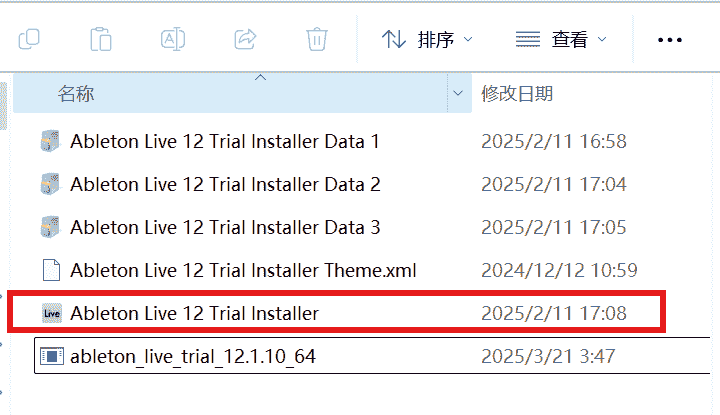 排序 查看
名称 修改日期
Ableton Live 12 Trial Installer Data 1 2025/2/11 16:58
Ableton Live 12 Trial Installer Data 2 2025/2/11 17:04
Ableton Live 12 Trial Installer Data 3 2025/2/11 17:05
Ableton Live 12 Trial Installer Theme.xml 2024/12/12 10:59
Live Ableton Live 12 Trial Installer 2025/2/11 17:08
ableton_live_trial_12.1.10_64 2025/3/21 3:47